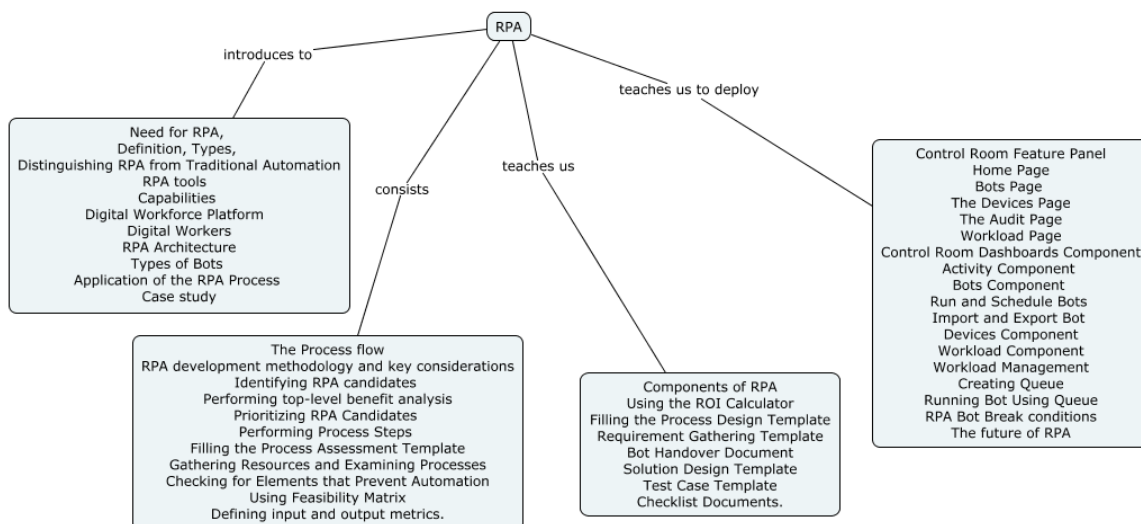 RPA
introduces to
teaches us to deploy
teaches us
consists
Need for RPA,
Definition, Types,
Distinguishing RPA from Traditional Automation
RPA tools
Capabilities
Digital Workforce Platform
Digital Workers
RPA Architecture
Types of Bots
Application of the RPA Process
Case study
The Process flow
RPA development methodology and key considerations
Identifying RPA candidates
Performing top-level benefit analysis
Prioritizing RPA Candidates
Performing Process Steps
Filling the Process Assessment Template
Gathering Resources and Examining Processes
Checking for Elements that Prevent Automation
Using Feasibility Matrix
Defining input and output metrics.
Components of RPA
Using the ROI Calculator
Filling the Process Design Template
Requirement Gathering Template
Bot Handover Document
Solution Design Template
Test Case Template
Checklist Documents.
Control Room Feature Panel
Home Page
Bots Page
The Devices Page
The Audit Page
Workload Page
Control Room Dashboards Component
Activity Component
Bots Component
Run and Schedule Bots
Import and Export Bot
Devices Component
Workload Component
Workload Management
Creating Queue
Running Bot Using Queue
RPA Bot Break conditions
The future of RPA